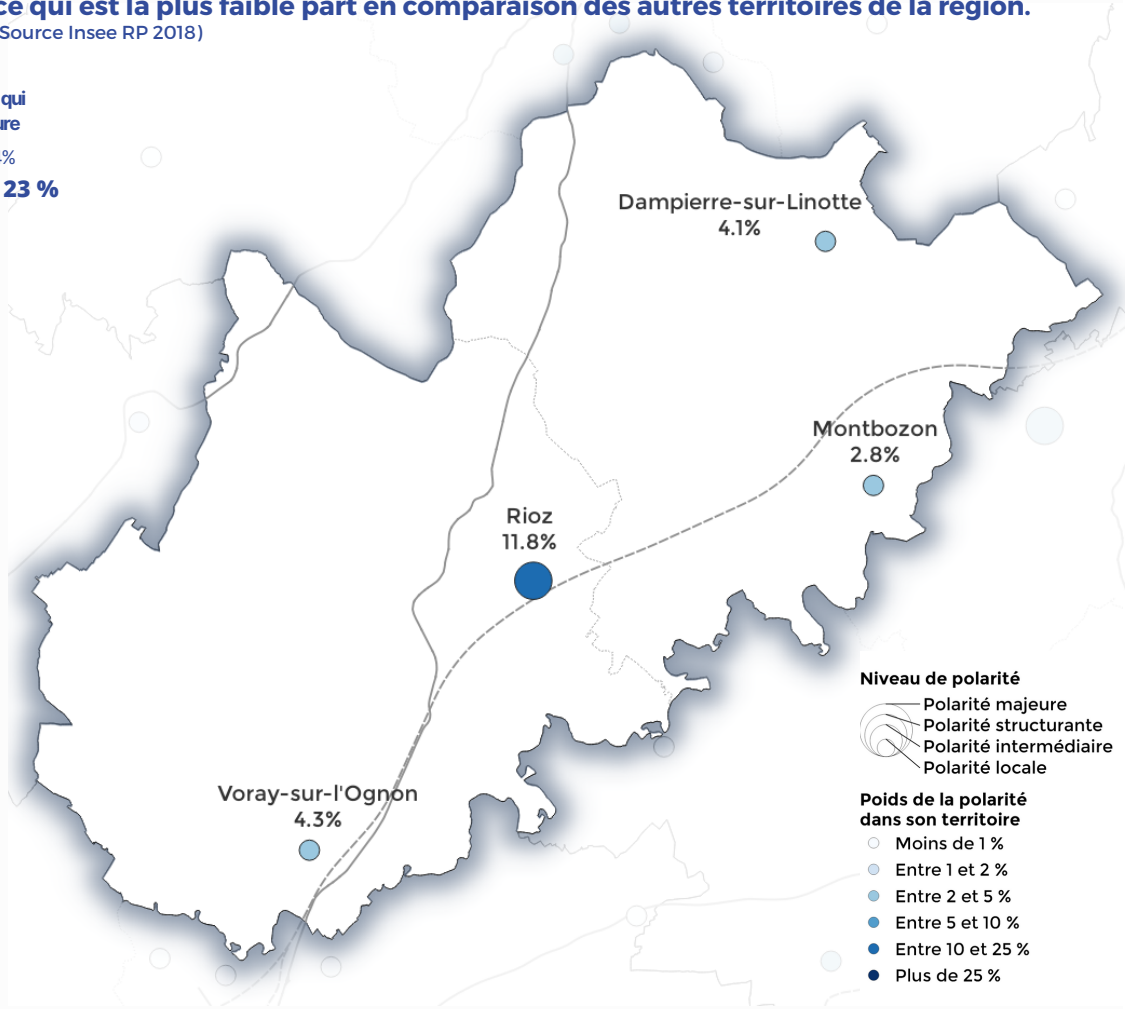 ce qui est la plus faible part en comparaison des autres territoires de la région.
(Source Insee RP 2018)
qui
%
23 %
Dampierre-sur-Linotte
4.1%
Montbozon
2.8%
Rioz
11.8%
Voray-sur-l'Ognon
4.3%
Niveau de polarité
Polarité majeure
Polarité structurante
Polarité intermédiaire
Polarité locale
Poids de la polarité
dans son territoire
Moins de 1 %
Entre 1 et 2 %
Entre 2 et 5 %
Entre 5 et 10 %
Entre 10 et 25 %
Plus de 25 %